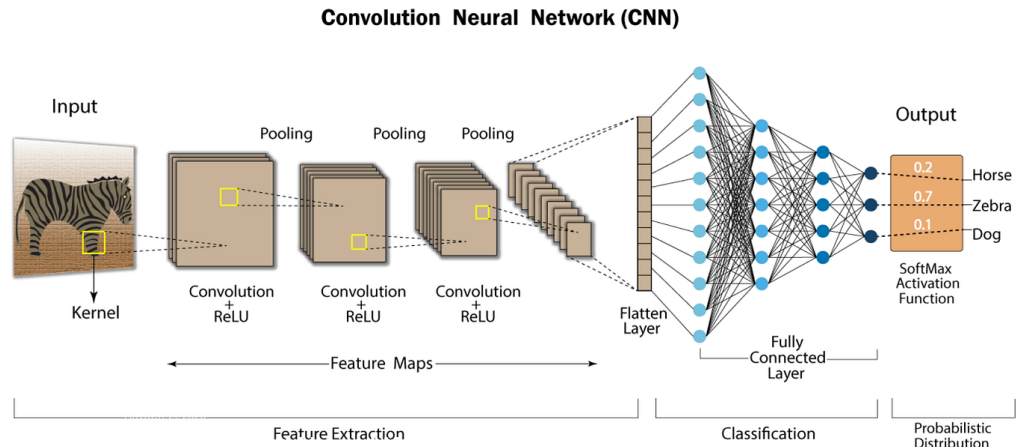 Convolution Neural Network (CNN)
Input
Kernel
Pooling
Pooling
Pooling
Convolution
+
ReLU
Convolution
+
ReLU
Convolution
+
ReLU
Feature Maps
Flatten
Layer
Fully
Connected
Layer
Output
0.2
0.7
0.1
Horse
Zebra
Dog
SoftMax
Activation
Function
Feature Extraction
Classification
Probabilistic
Distribution